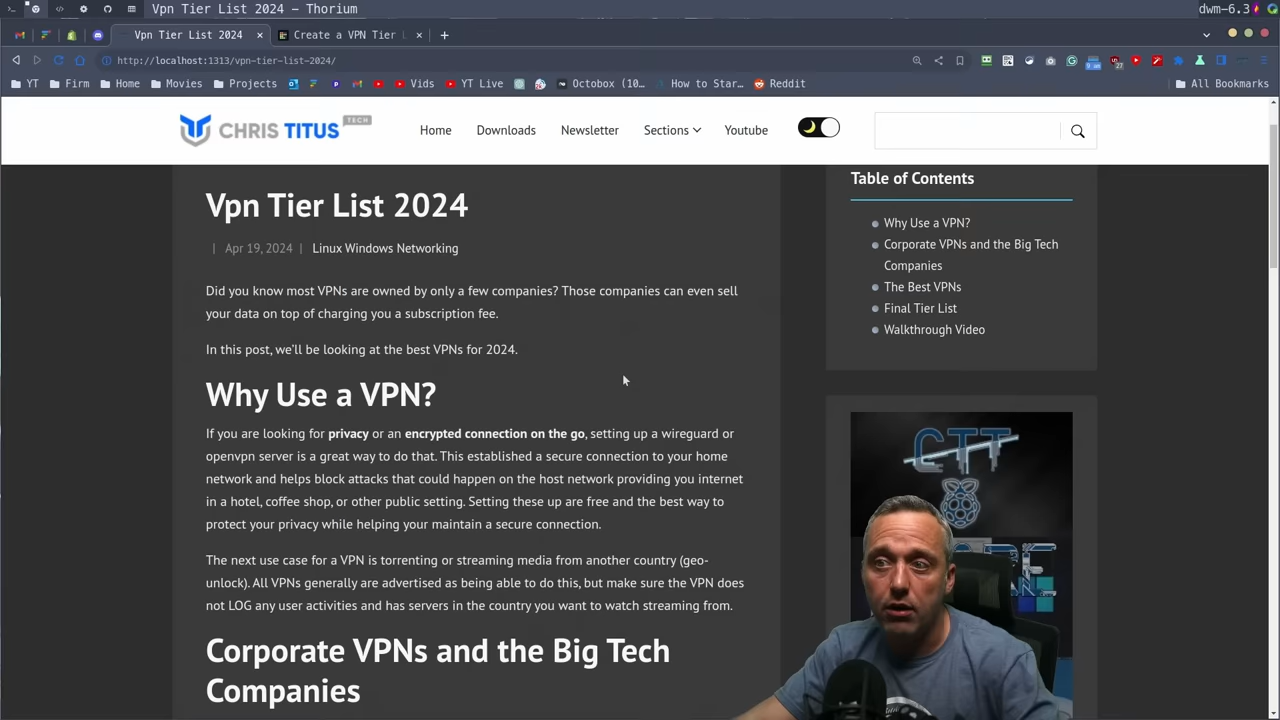 Vpn Tier List 2024 – Thorium
dwm-6.3
Vpn Tier List 2024 ×
Create a VPN Tier L ×
http://localhost:1313/vpn-tier-list-2024/
YT Firm Home Movies Projects Vids YT Live Octobox (10… How to Star… Reddit All Bookmarks
CHRIS TITUS TECH
Home Downloads Newsletter Sections Youtube
Vpn Tier List 2024
| Apr 19, 2024 | Linux Windows Networking
Did you know most VPNs are owned by only a few companies? Those companies can even sell
your data on top of charging you a subscription fee.
In this post, we'll be looking at the best VPNs for 2024.
Why Use a VPN?
If you are looking for privacy or an encrypted connection on the go, setting up a wireguard or
openvpn server is a great way to do that. This established a secure connection to your home
network and helps block attacks that could happen on the host network providing you internet
in a hotel, coffee shop, or other public setting. Setting these up are free and the best way to
protect your privacy while helping your maintain a secure connection.
The next use case for a VPN is torrenting or streaming media from another country (geo-
unlock). All VPNs generally are advertised as being able to do this, but make sure the VPN does
not LOG any user activities and has servers in the country you want to watch streaming from.
Corporate VPNs and the Big Tech
Companies
Table of Contents
Why Use a VPN?
Corporate VPNs and the Big Tech
Companies
The Best VPNs
Final Tier List
Walkthrough Video
CTT